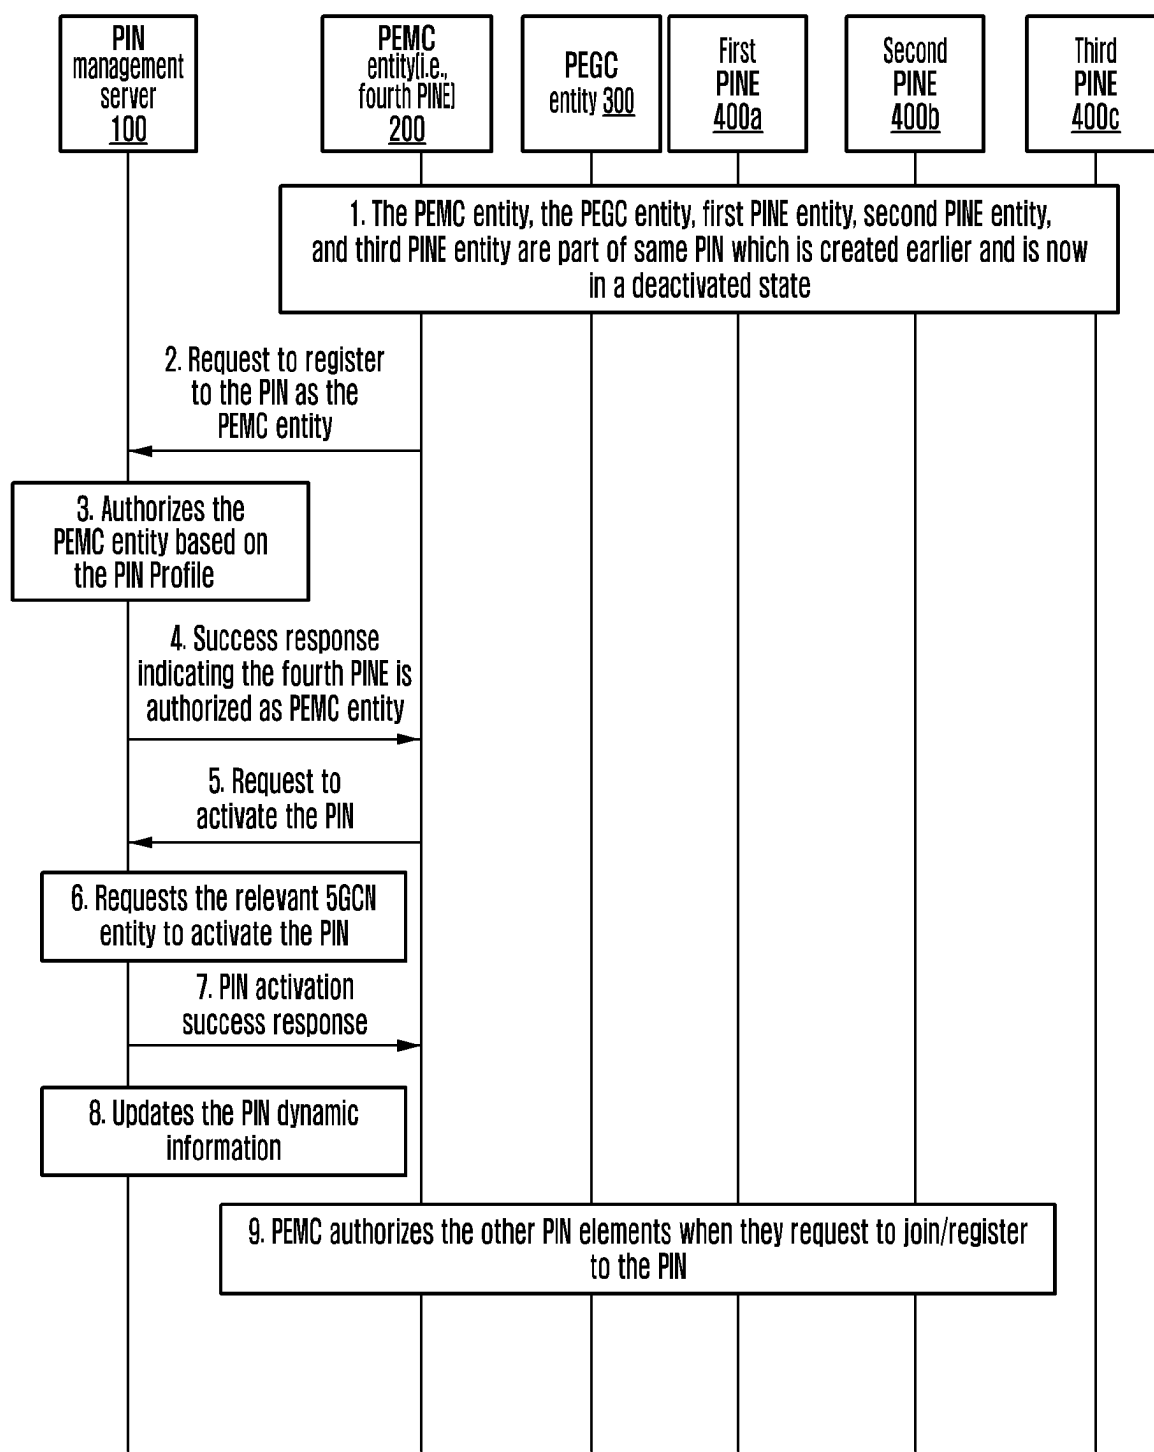 PIN
management
server
100
PEMC
entity(i.e.,
fourth PINE)
200
PEGC
entity 300
First
PINE
400a
Second
PINE
400b
Third
PINE
400c
1. The PEMC entity, the PEGC entity, first PINE entity, second PINE entity,
and third PINE entity are part of same PIN which is created earlier and is now
in a deactivated state
2. Request to register
to the PIN as the
PEMC entity
3. Authorizes the
PEMC entity based on
the PIN Profile
4. Success response
indicating the fourth PINE is
authorized as PEMC entity
5. Request to
activate the PIN
6. Requests the relevant 5GCN
entity to activate the PIN
7. PIN activation
success response
8. Updates the PIN dynamic
information
9. PEMC authorizes the other PIN elements when they request to join/register
to the PIN